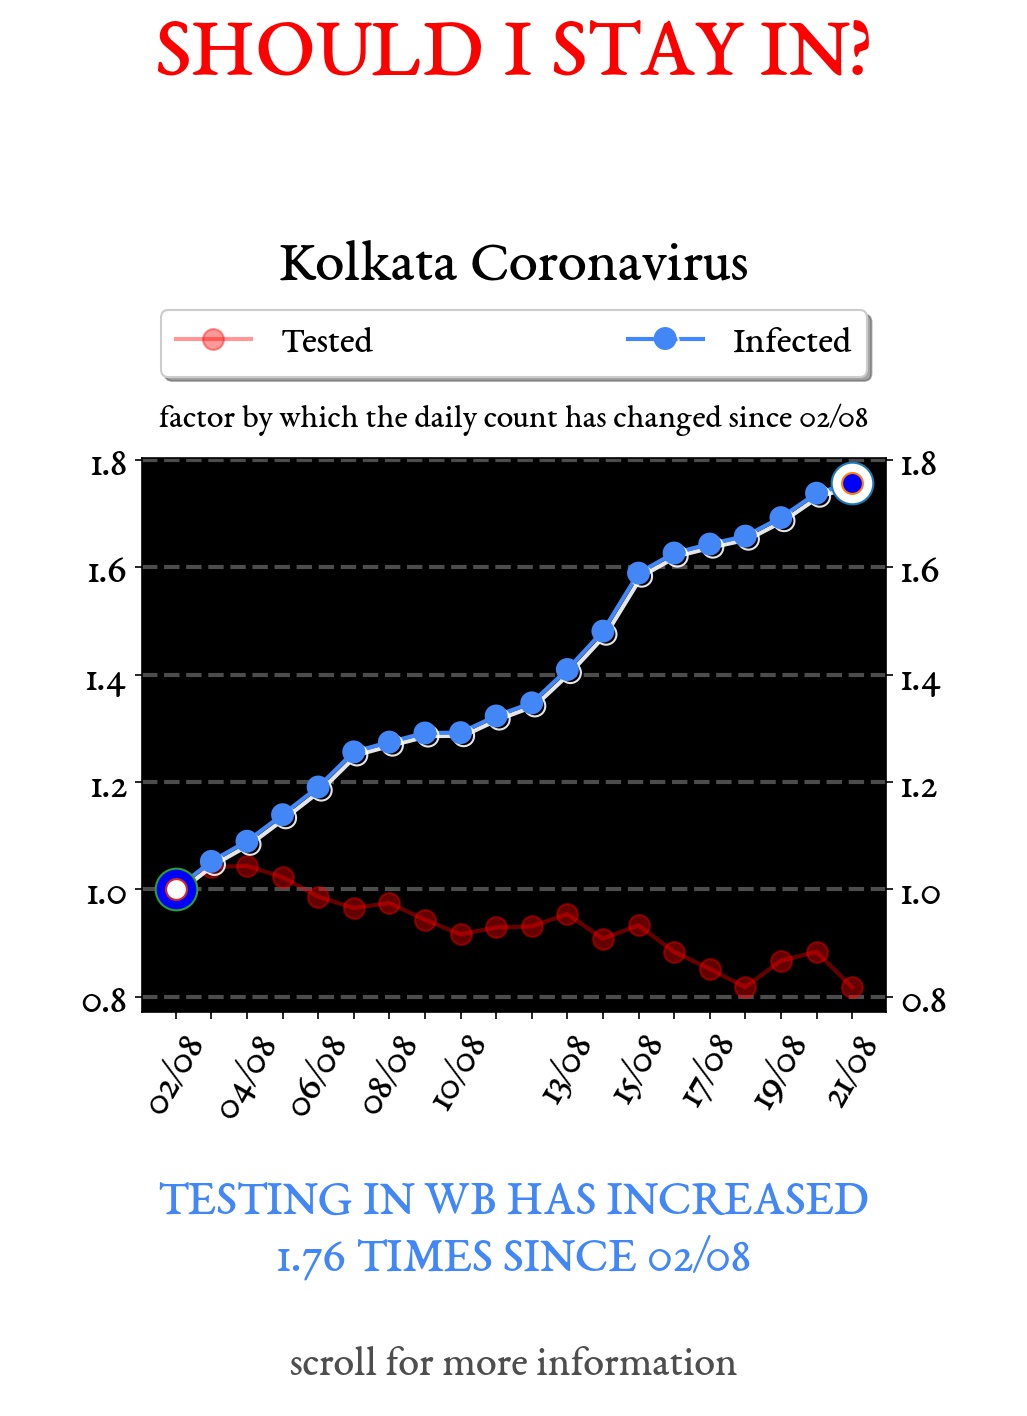 SHOULD I STAY IN?
Kolkata Coronavirus
Tested Infected
factor by which the daily count has changed since 02/08
1.8 1.8
1.6 1.6
1.4 1.4
1.2 1.2
1.0 1.0
0.8 0.8
02/08 04/08 06/08 08/08 10/08 13/08 15/08 17/08 19/08 21/08
TESTING IN WB HAS INCREASED
1.76 TIMES SINCE 02/08
scroll for more information